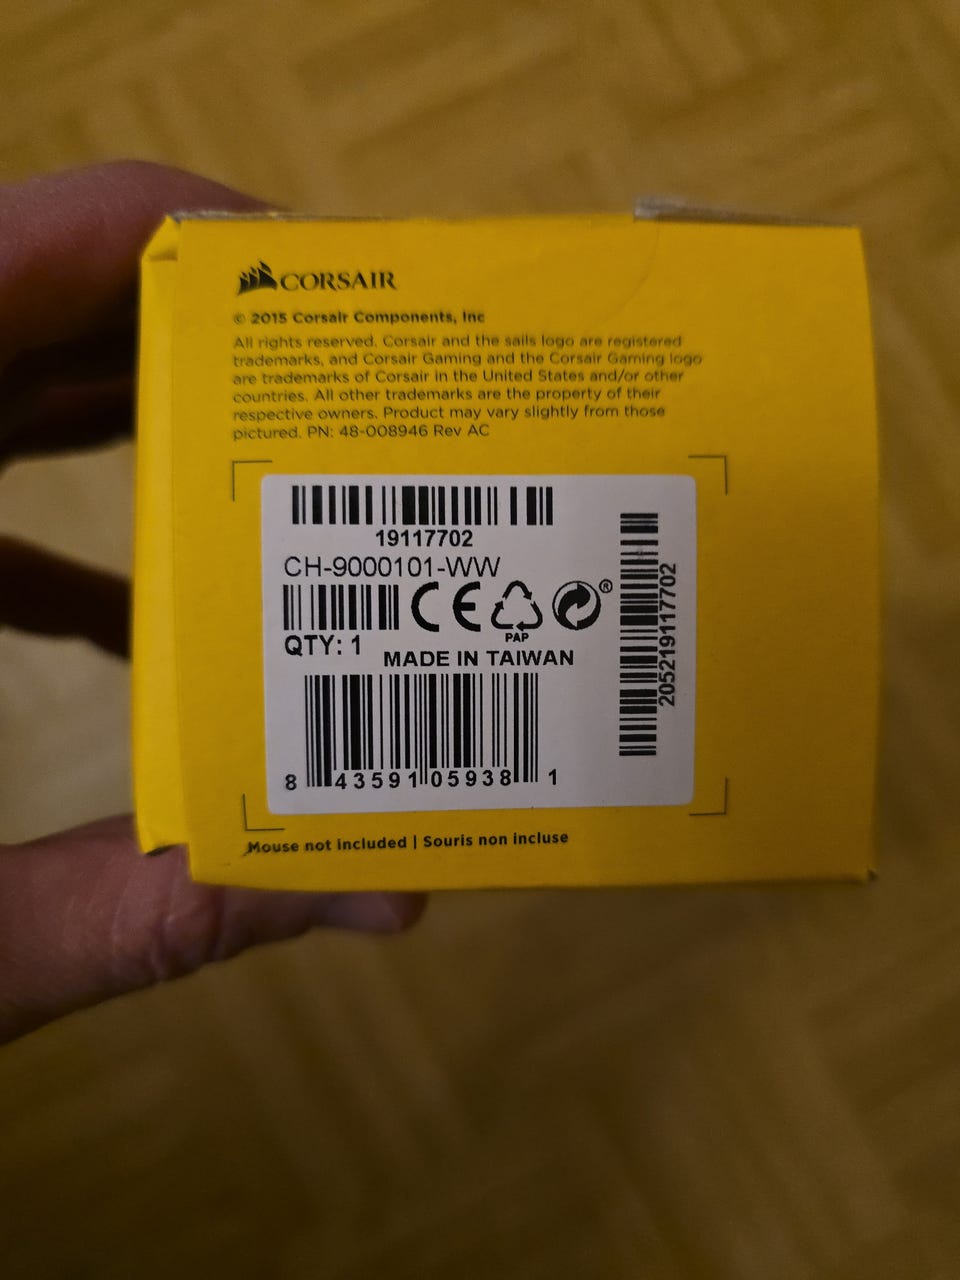 CORSAIR
© 2015 Corsair Components, Inc
All rights reserved. Corsair and the sails logo are registered
trademarks, and Corsair Gaming and the Corsair Gaming logo
are trademarks of Corsair in the United States and/or other
countries. All other trademarks are the property of their
respective owners. Product may vary slightly from those
pictured. PN: 48-008946 Rev AC
19117702
CH-9000101-WW
CE
PAP
®
QTY: 1
MADE IN TAIWAN
8 43591 05938 1
205219117702
Mouse not included | Souris non incluse